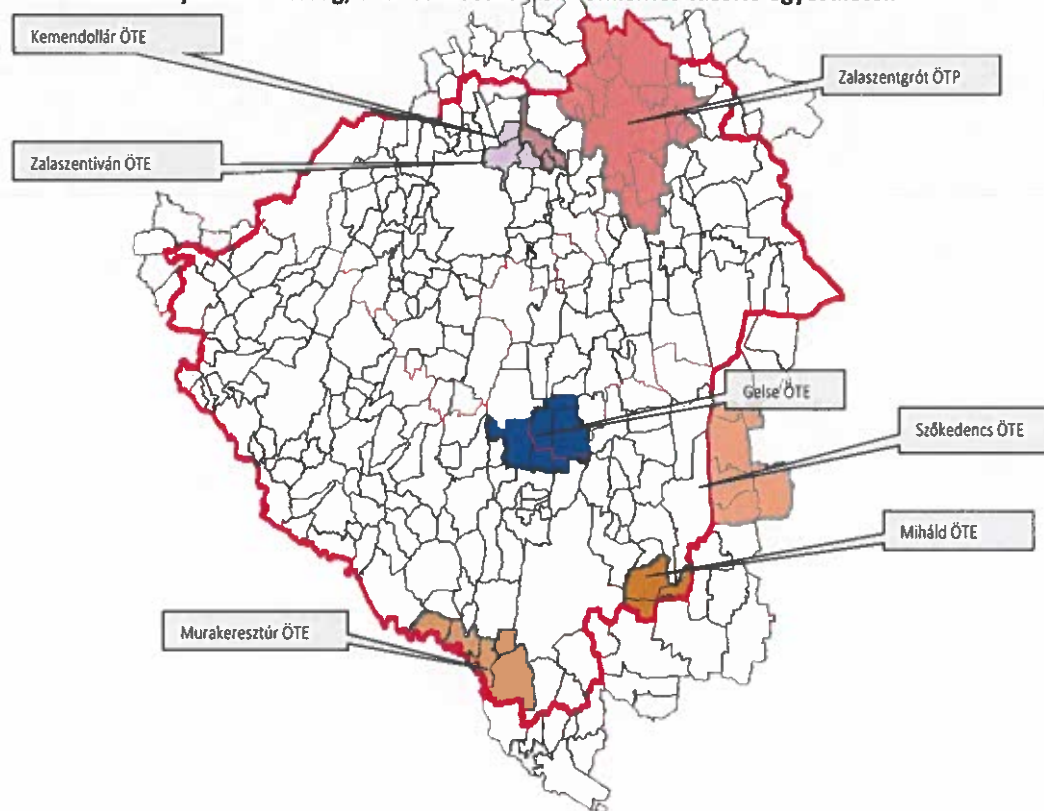 Kemendollár ÖTE
Zalaszentgrót ÖTP
Zalaszentiván ÖTE
Gelse ÖTE
Szőkedencs ÖTE
Miháld ÖTE
Murakeresztúr ÖTE